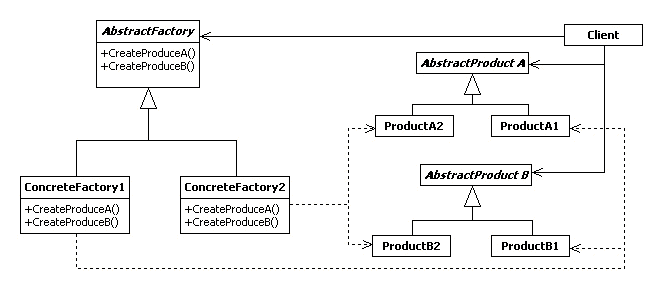 AbstractFactory
+CreateProduceA()
+CreateProduceB()
Client
AbstractProduct A
ProductA2
ProductA1
AbstractProduct B
ConcreteFactory1
+CreateProduceA()
+CreateProduceB()
ConcreteFactory2
+CreateProduceA()
+CreateProduceB()
ProductB2
ProductB1